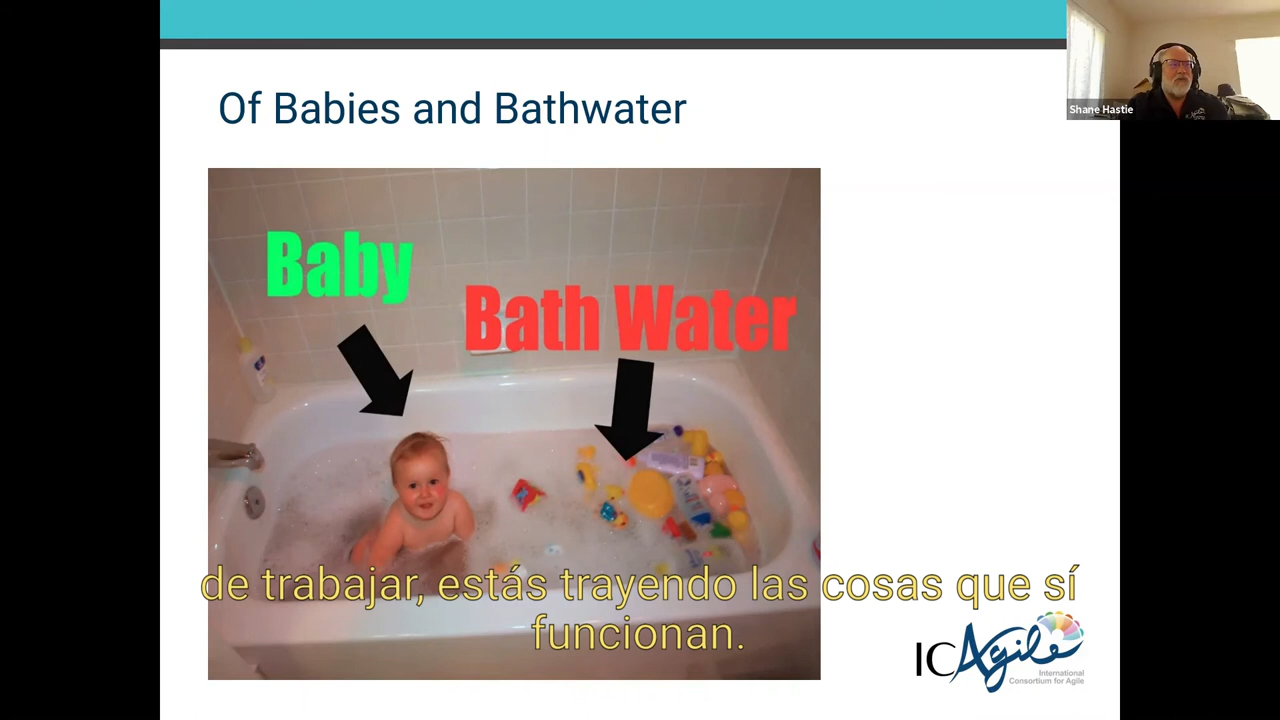 Of Babies and Bathwater
Shane Hastie
Baby
Bath Water
de trabajar, estás trayendo las cosas que sí
funcionan.
ICAgile
International
Consortium for Agile